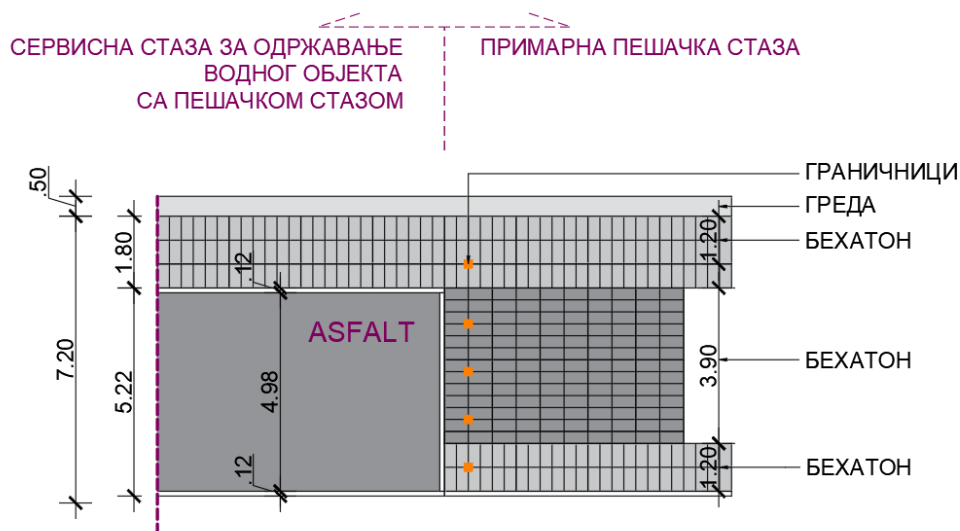 СЕРВИСНА СТАЗА ЗА ОДРЖАВАЊЕ
ВОДНОГ ОБЈЕКТА
СА ПЕШАЧКОМ СТАЗОМ
ПРИМАРНА ПЕШАЧКА СТАЗА
ГРАНИЧНИЦИ
ГРЕДА
БЕХАТОН
БЕХАТОН
БЕХАТОН
ASFALT
.50
7.20
1.80
5.22
.12
4.98
.12
1.20
3.90
1.20